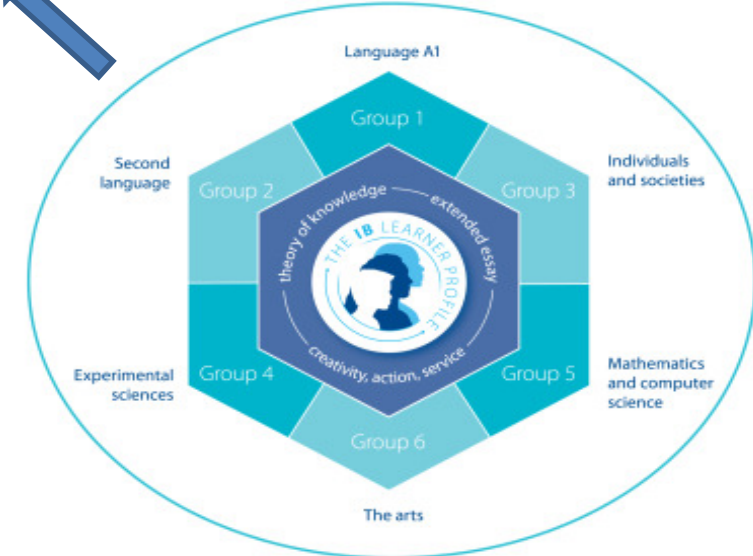 Language A1
Group 1
Second
language
Group 2
Individuals
and societies
Group 3
theory of knowledge
extended essay
THE IB LEARNER PROFILE
creativity, action, service
Experimental
sciences
Group 4
Mathematics
and computer
science
Group 5
Group 6
The arts